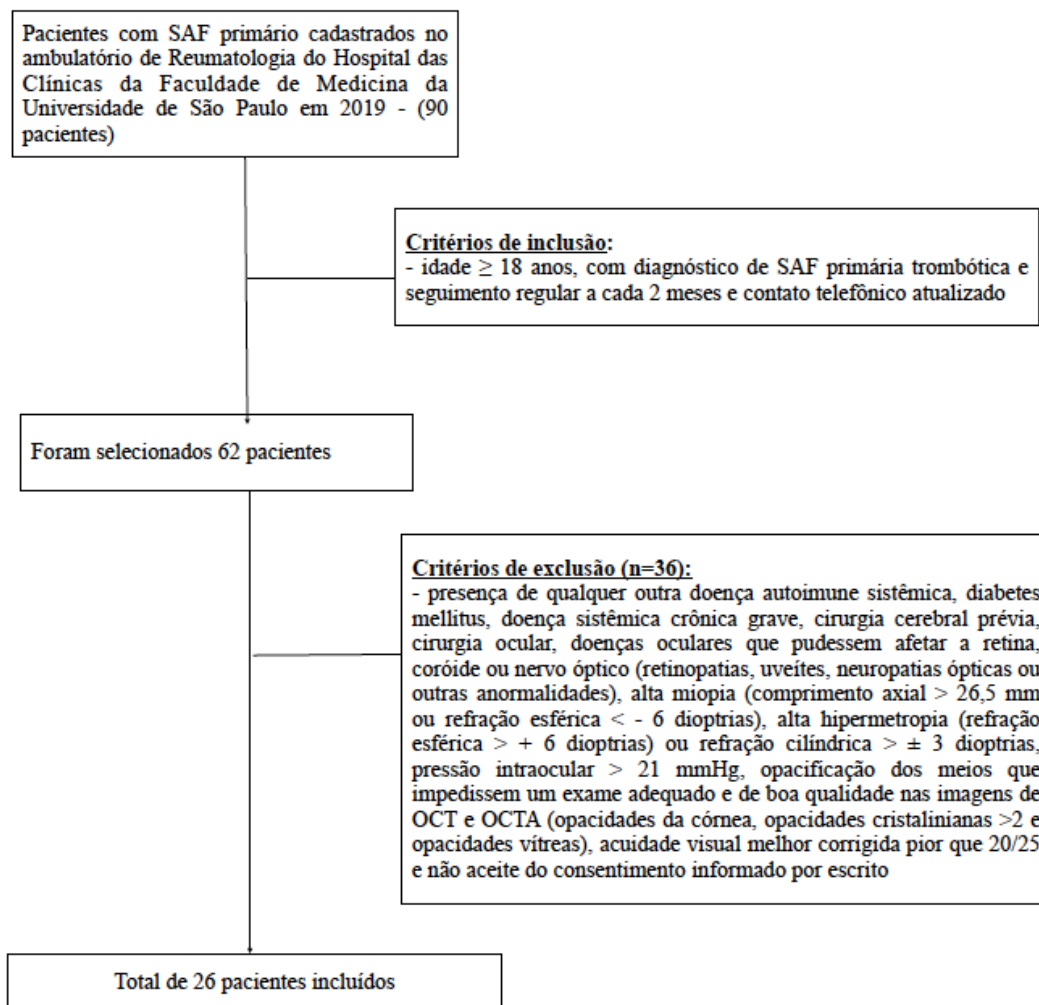 Pacientes com SAF primário cadastrados no
ambulatório de Reumatologia do Hospital das
Clínicas da Faculdade de Medicina da
Universidade de São Paulo em 2019 - (90
pacientes)
Critérios de inclusão:
- idade ≥ 18 anos, com diagnóstico de SAF primária trombótica e
seguimento regular a cada 2 meses e contato telefônico atualizado
Foram selecionados 62 pacientes
Critérios de exclusão (n=36):
- presença de qualquer outra doença autoimune sistêmica, diabetes
mellitus, doença sistêmica crônica grave, cirurgia cerebral prévia,
cirurgia ocular, doenças oculares que pudessem afetar a retina,
coróide ou nervo óptico (retinopatias, uveítes, neuropatias ópticas ou
outras anormalidades), alta miopia (comprimento axial > 26,5 mm
ou refração esférica < - 6 dioptrias), alta hipermetropia (refração
esférica > + 6 dioptrias) ou refração cilíndrica > ± 3 dioptrias,
pressão intraocular > 21 mmHg, opacificação dos meios que
impedissem um exame adequado e de boa qualidade nas imagens de
OCT e OCTA (opacidades da córnea, opacidades cristalinianas >2 e
opacidades vítreas), acuidade visual melhor corrigida pior que 20/25
e não aceite do consentimento informado por escrito
Total de 26 pacientes incluídos